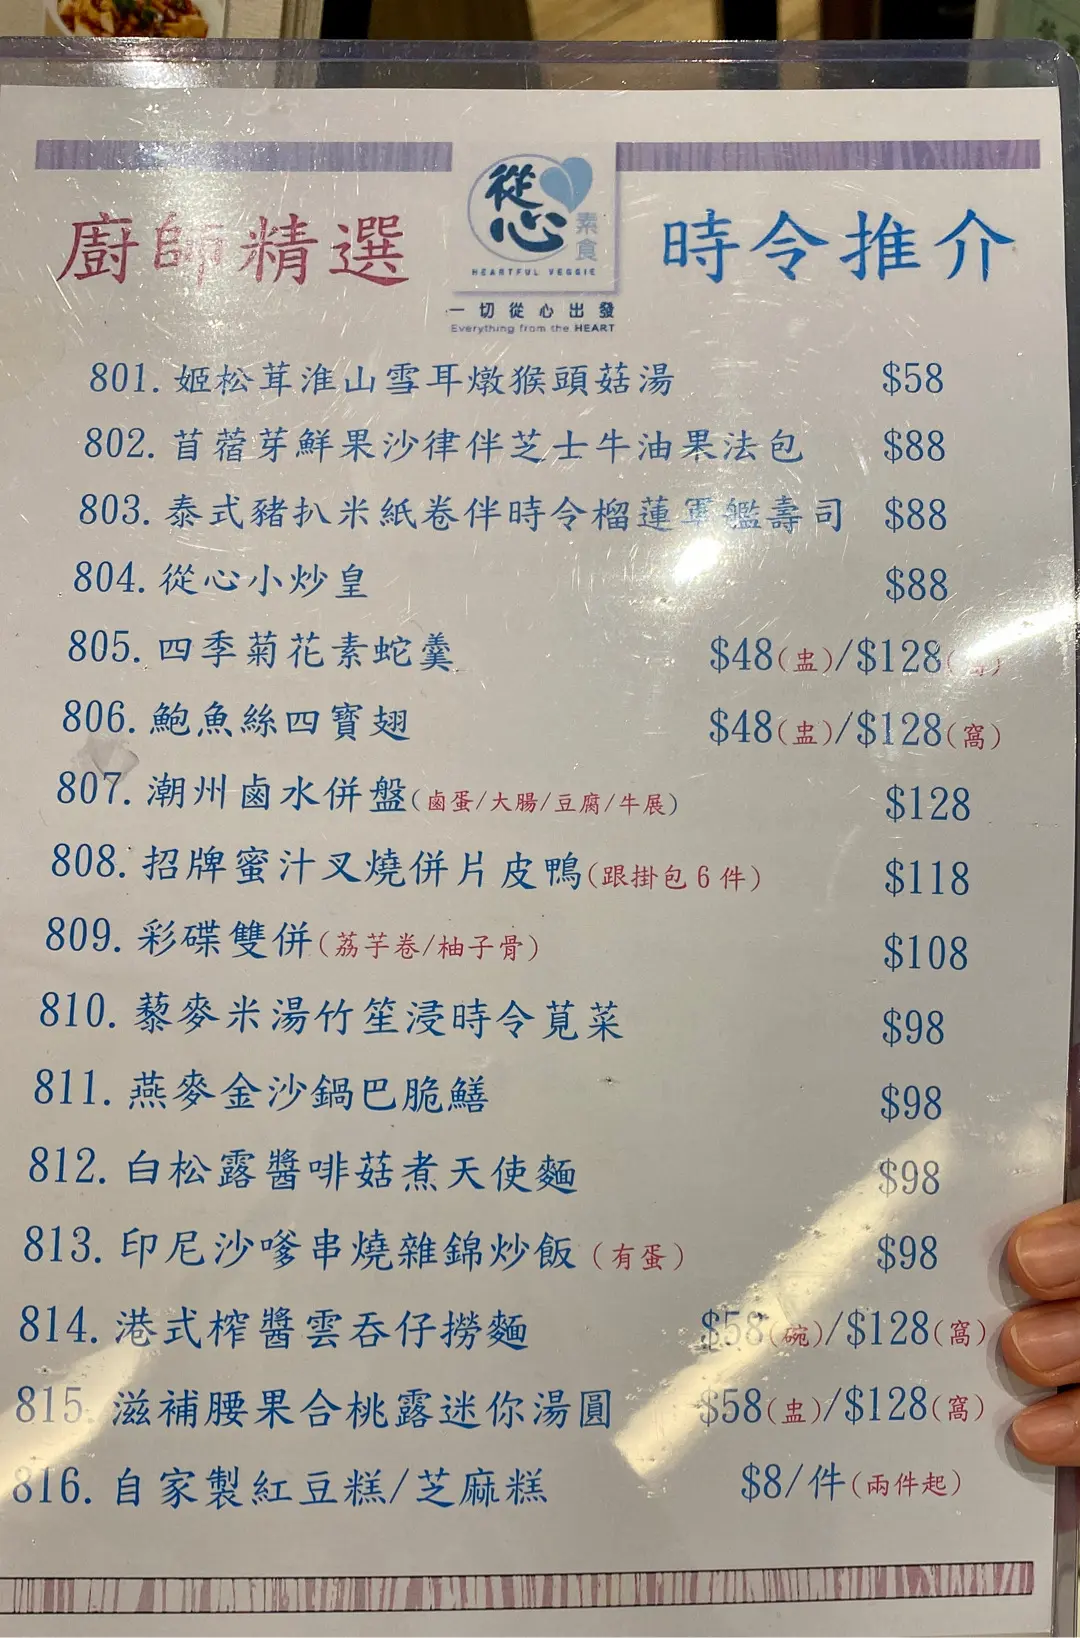 廚師精選
從心
素食
HEARTFUL VEGGIE
一切從心出發
Everything from the HEART
時令推介
801. 姬松茸淮山雪耳燉猴頭菇湯 $58
802. 苜蓿芽鮮果沙律伴芝士牛油果法包 $88
803. 泰式豬扒米紙卷伴時令榴蓮軍艦壽司 $88
804. 從心小炒皇 $88
805. 四季菊花素蛇羹 $48(盅)/$128
806. 鮑魚絲四寶翅 $48(盅)/$128(窩)
807. 潮州鹵水併盤(鹵蛋/大腸/豆腐/牛展) $128
808. 招牌蜜汁叉燒併片皮鴨(跟掛包6件) $118
809. 彩碟雙併(荔芋卷/柚子骨) $108
810. 藜麥米湯竹笙浸時令莧菜 $98
811. 燕麥金沙鍋巴脆鱔 $98
812. 白松露醬啡菇煮天使麵 $98
813. 印尼沙嗲串燒雜錦炒飯(有蛋) $98
814. 港式榨醬雲吞仔撈麵 $58(碗)/$128(窩)
815. 滋補腰果合桃露迷你湯圓 $58(盅)/$128(窩)
816. 自家製紅豆糕/芝麻糕 $8/件(兩件起)